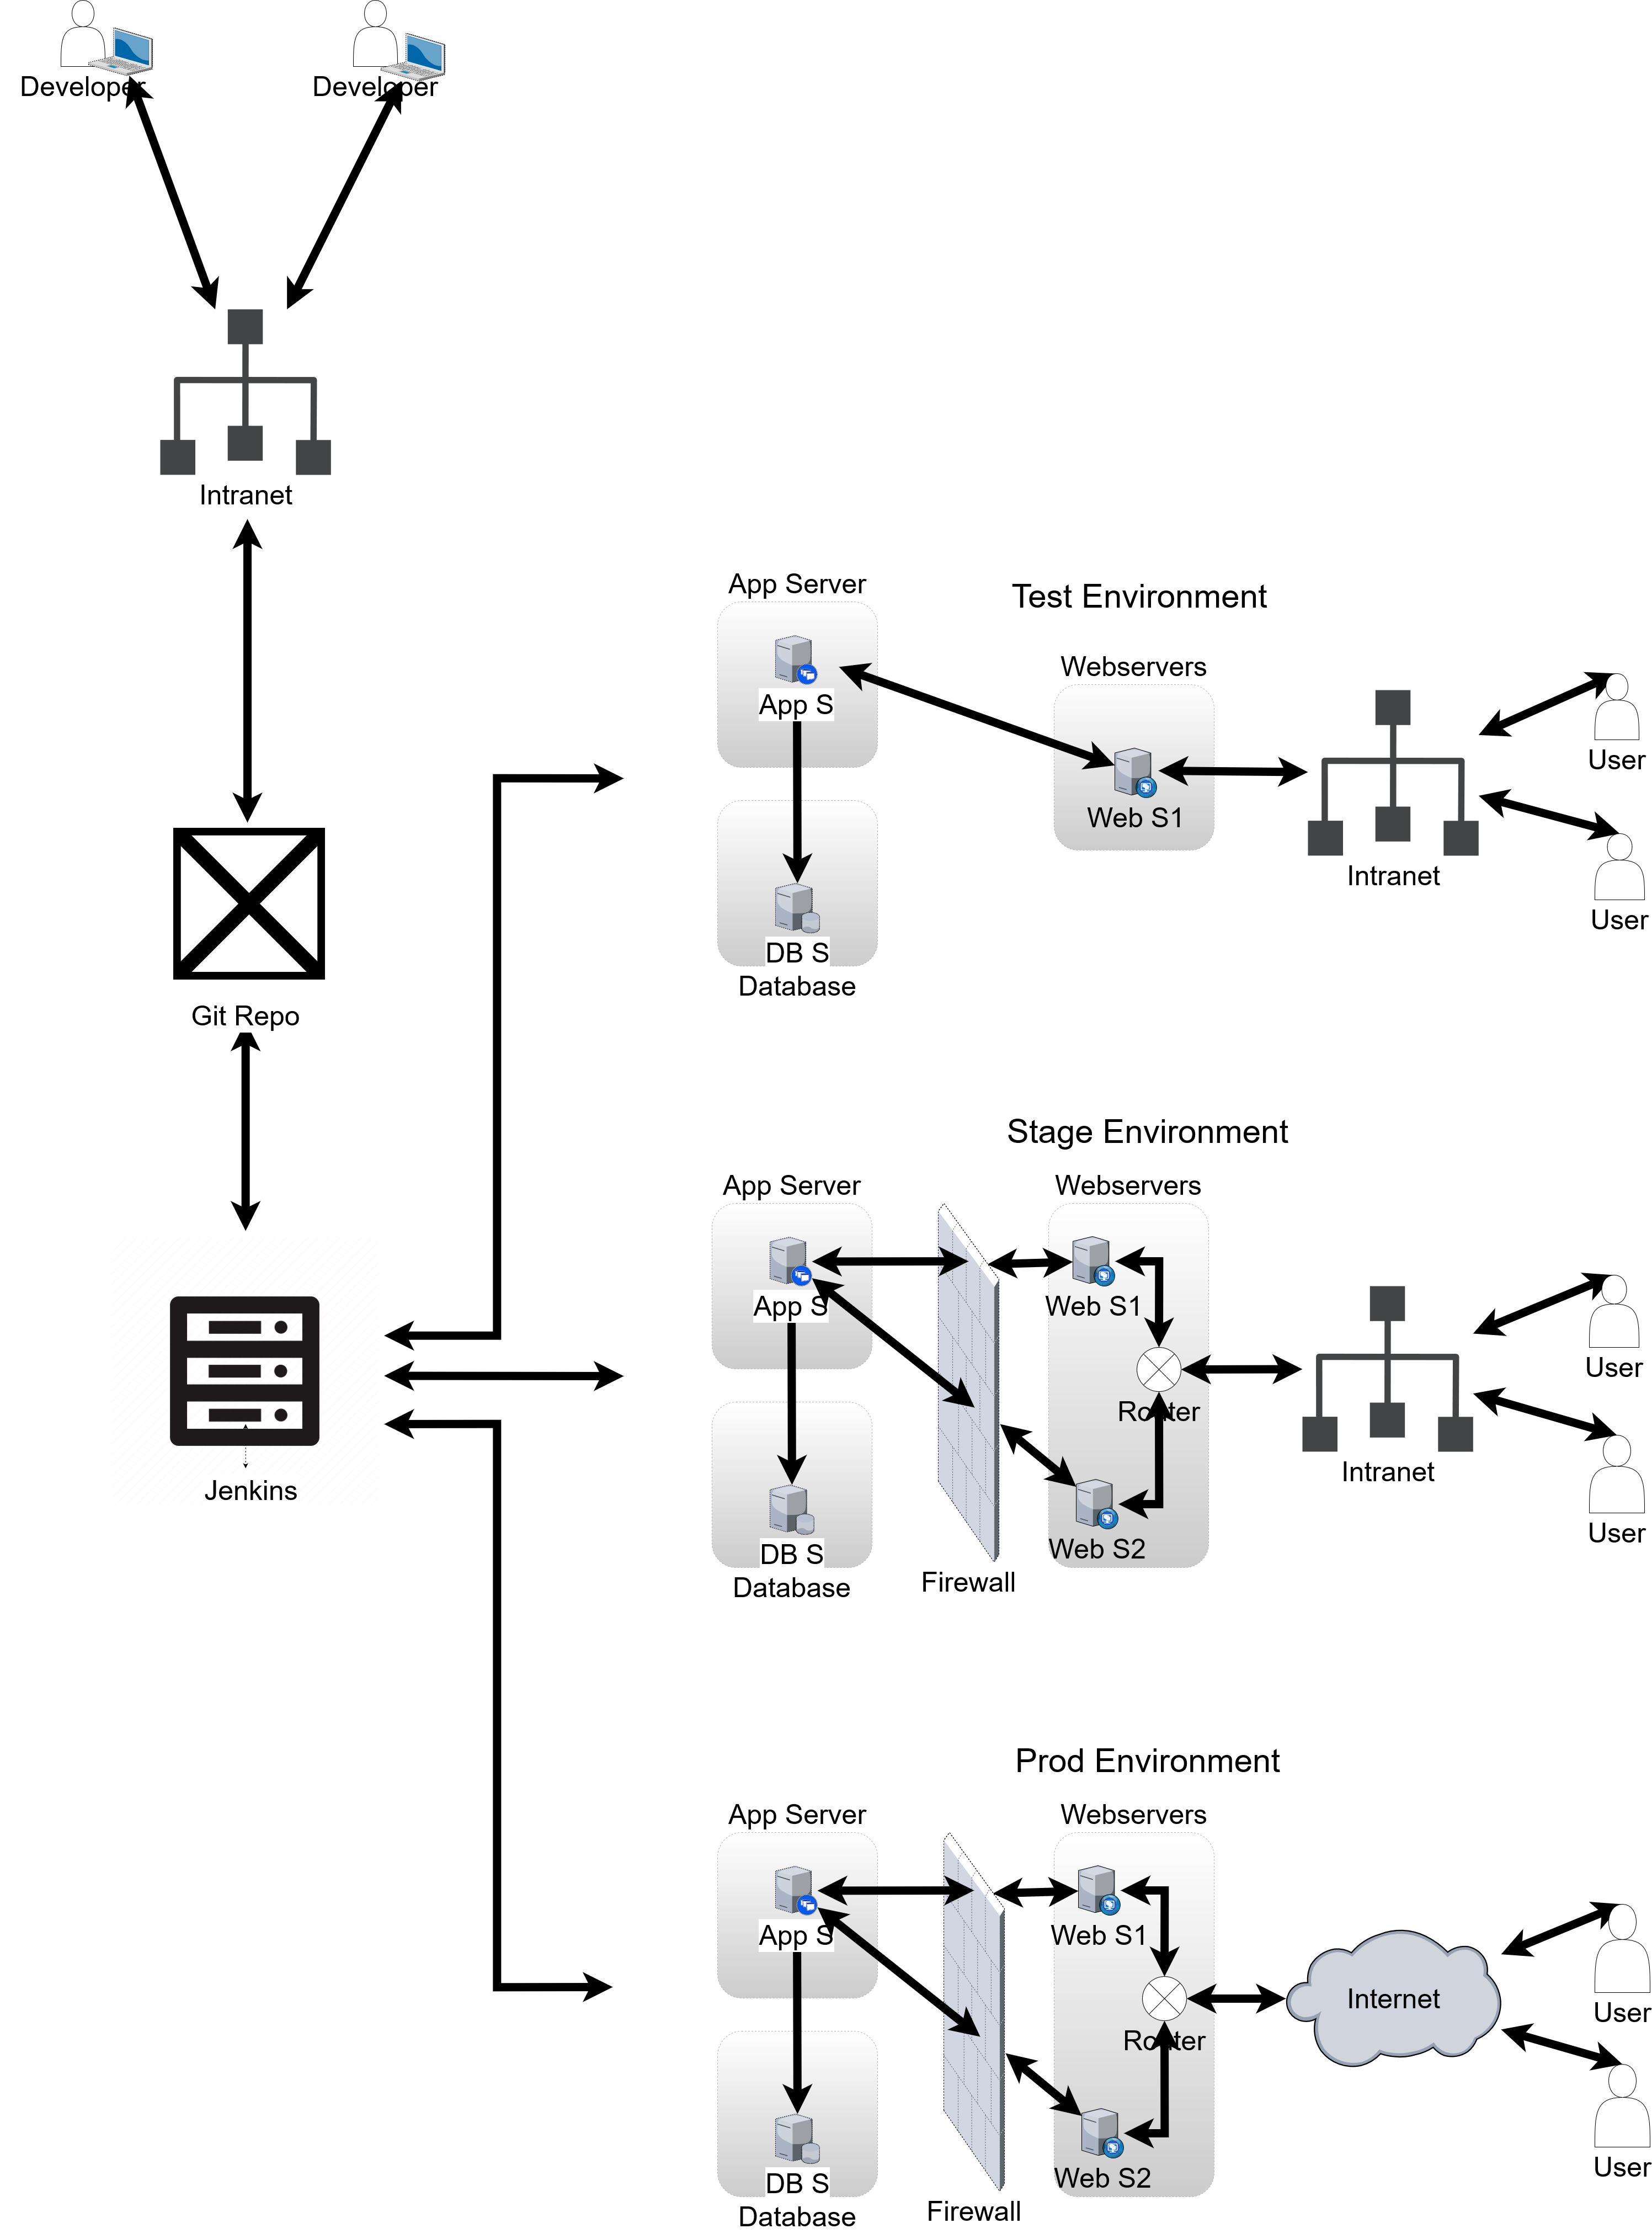 Developer
Developer
Intranet
Git Repo
Jenkins
Test Environment
App Server
App S
DB S
Database
Webservers
Web S1
Intranet
User
User
Stage Environment
App Server
App S
DB S
Database
Firewall
Webservers
Web S1
Router
Web S2
Intranet
User
User
Prod Environment
App Server
App S
DB S
Database
Firewall
Webservers
Web S1
Router
Web S2
Internet
User
User